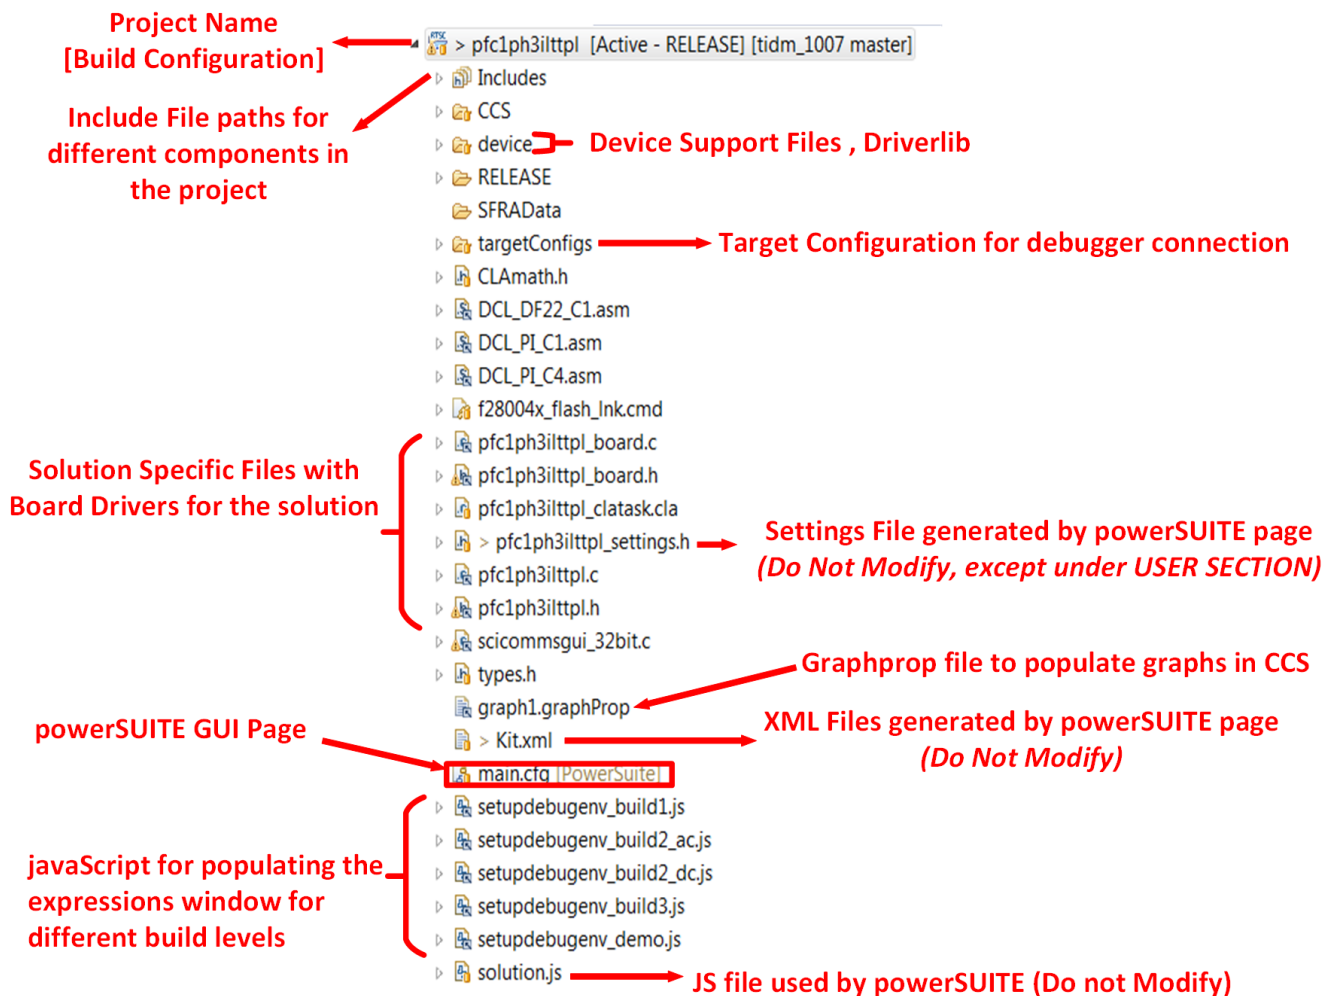 Project Name
[Build Configuration]
RTSC
> pfc1ph3ilttpl [Active - RELEASE] [tidm_1007 master]
Includes
Include File paths for
different components in
the project
CCS
device
Device Support Files , Driverlib
RELEASE
SFRAData
targetConfigs
Target Configuration for debugger connection
CLAmath.h
DCL_DF22_C1.asm
DCL_PI_C1.asm
DCL_PI_C4.asm
f28004x_flash_lnk.cmd
Solution Specific Files with
Board Drivers for the solution
pfc1ph3ilttpl_board.c
pfc1ph3ilttpl_board.h
pfc1ph3ilttpl_clatask.cla
> pfc1ph3ilttpl_settings.h
Settings File generated by powerSUITE page
(Do Not Modify, except under USER SECTION)
pfc1ph3ilttpl.c
pfc1ph3ilttpl.h
scicommsgui_32bit.c
types.h
graph1.graphProp
Graphprop file to populate graphs in CCS
> Kit.xml
XML Files generated by powerSUITE page
(Do Not Modify)
powerSUITE GUI Page
main.cfg [PowerSuite]
javaScript for populating the
expressions window for
different build levels
setupdebugenv_build1.js
setupdebugenv_build2_ac.js
setupdebugenv_build2_dc.js
setupdebugenv_build3.js
setupdebugenv_demo.js
solution.js
JS file used by powerSUITE (Do not Modify)